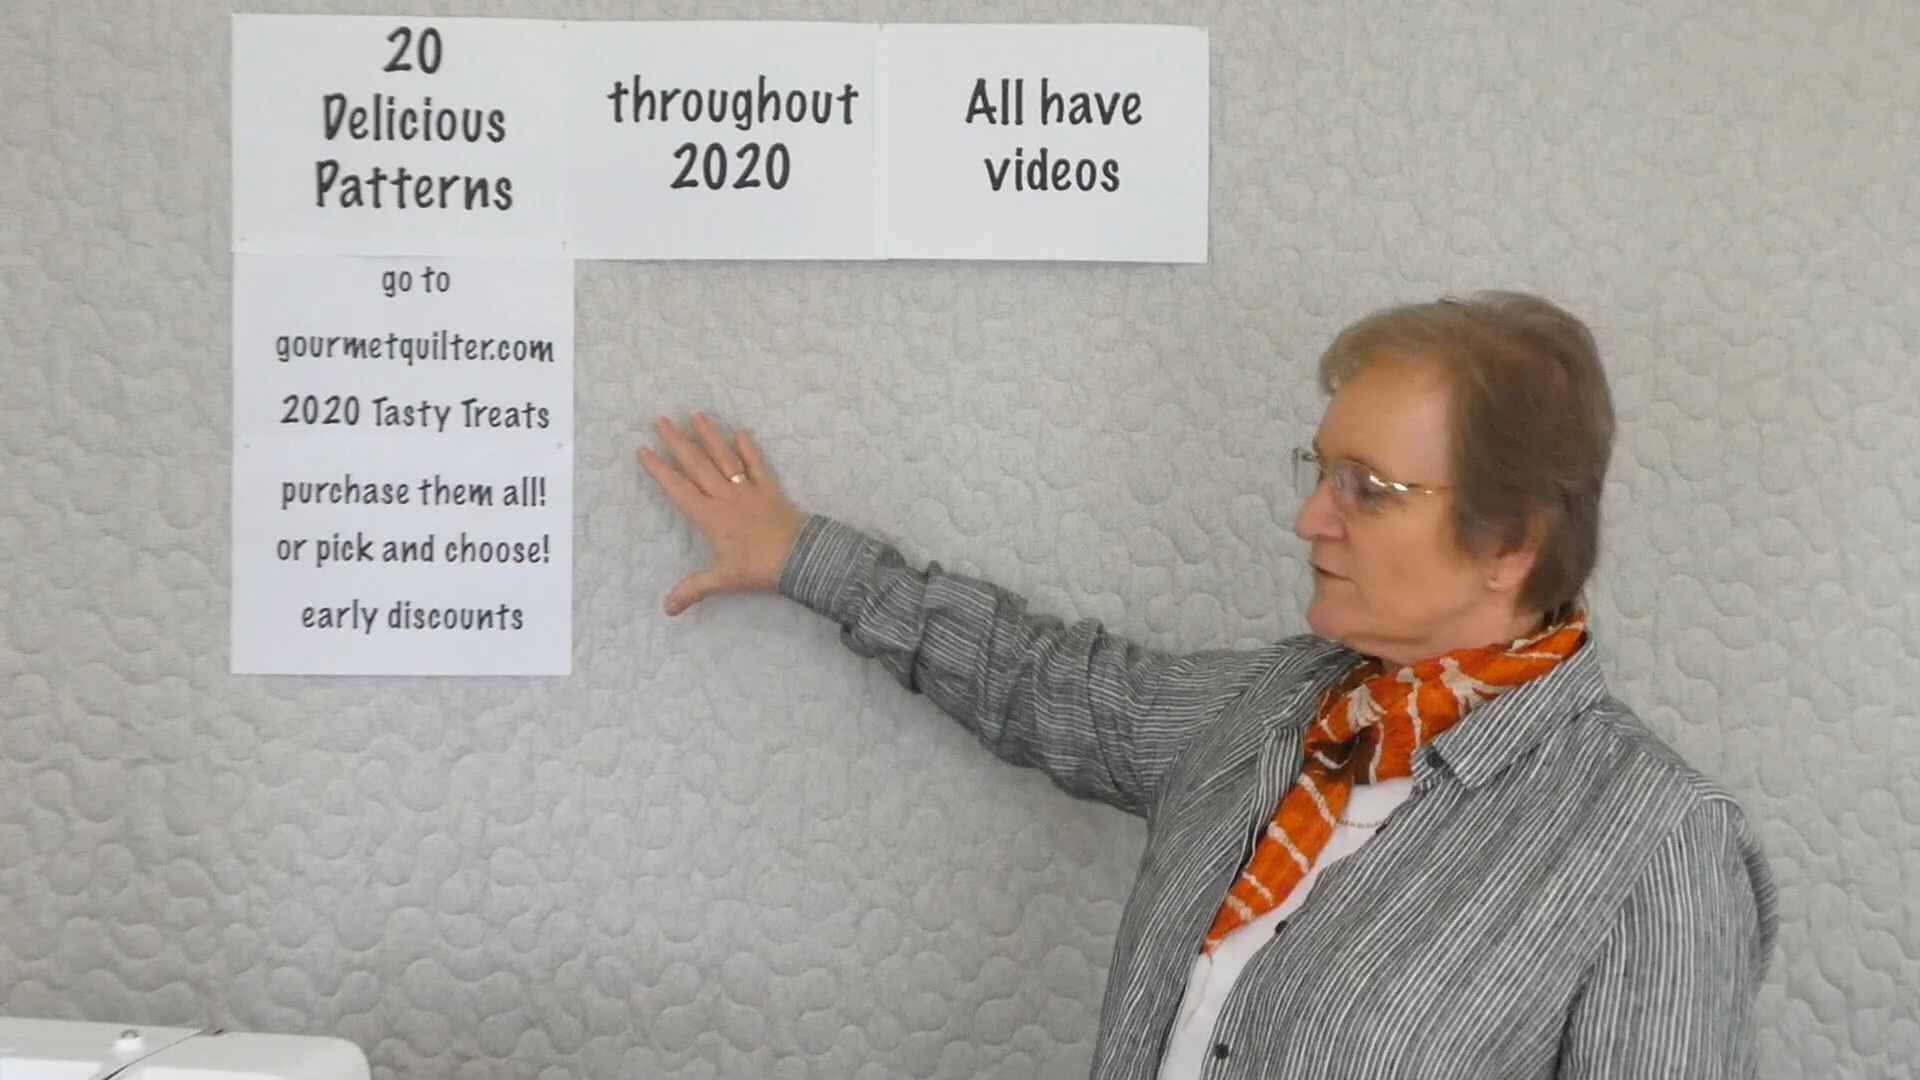 20
Delicious
Patterns
throughout
2020
All have
videos
go to
gourmetquilter.com
2020 Tasty Treats
purchase them all!
or pick and choose!
early discounts